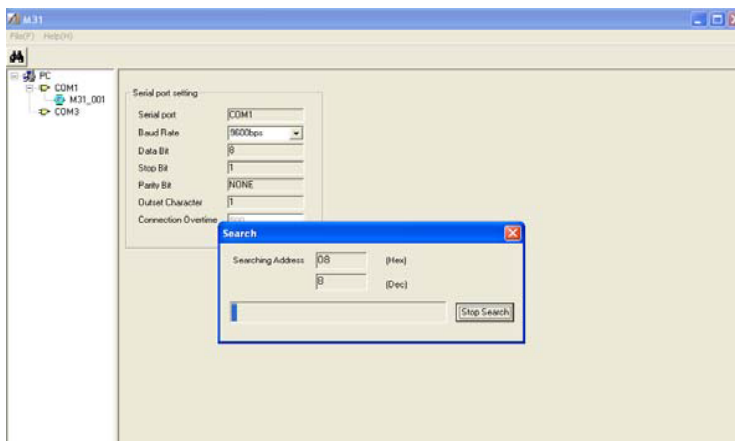 M31
File(F) Help(H)
PC
COM1
M31_001
COM3
Serial port setting
Serial port COM1
Baud Rate 9600bps
Data Bit 8
Stop Bit 1
Parity Bit NONE
Outset Character 1
Connection Overtime
Search
Searching Address 08 (Hex)
8 (Dec)
Stop Search